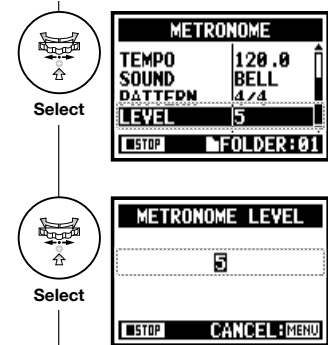 METRONOME
TEMPO 120.0
SOUND BELL
PATTERN 4/4
LEVEL 5
STOP FOLDER:01
Select
METRONOME LEVEL
5
Select
STOP CANCEL:MENU